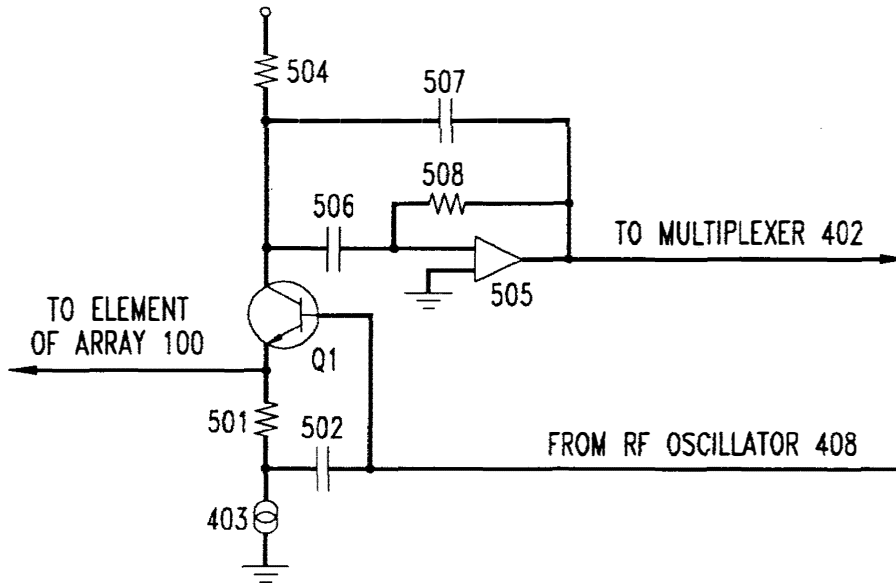 504
507
508
506
TO MULTIPLEXER 402
505
TO ELEMENT
OF ARRAY 100
Q1
501
502
FROM RF OSCILLATOR 408
403